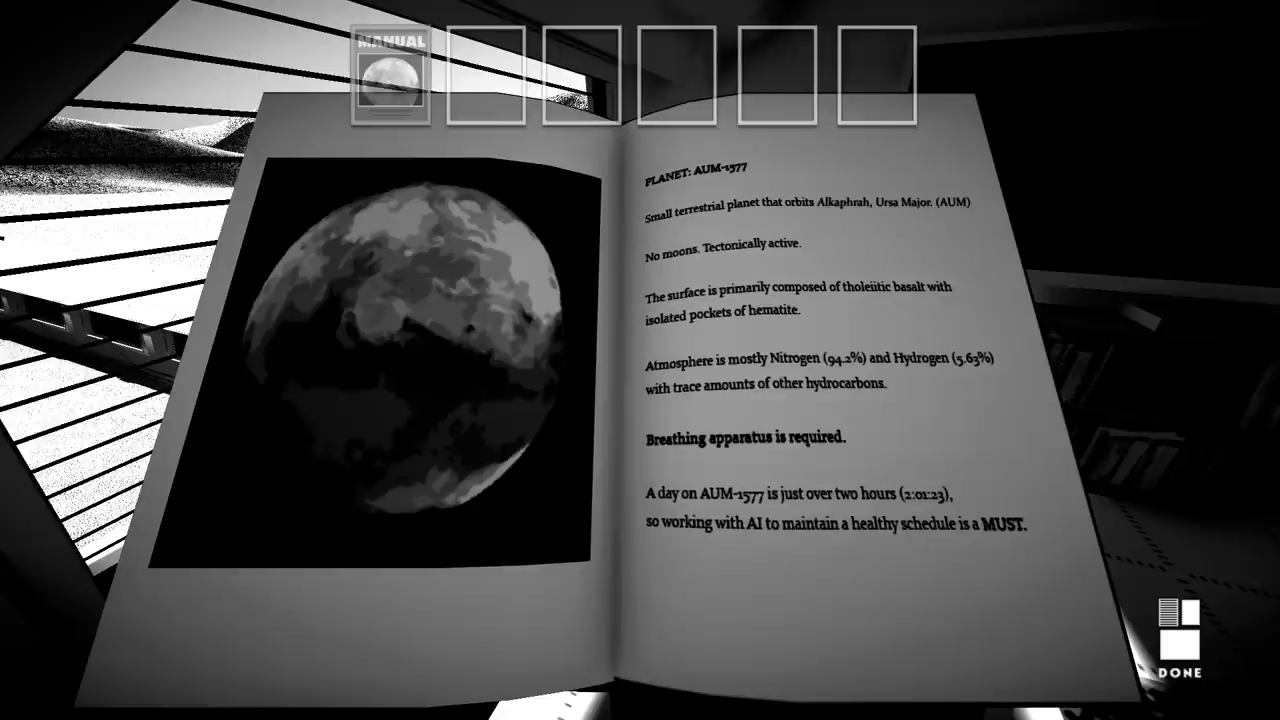 MANUAL
PLANET: AUM-1577
Small terrestrial planet that orbits Alkaphrah, Ursa Major. (AUM)
No moons. Tectonically active.
The surface is primarily composed of tholeiitic basalt with
isolated pockets of hematite.
Atmosphere is mostly Nitrogen (94.2%) and Hydrogen (5.63%)
with trace amounts of other hydrocarbons.
Breathing apparatus is required.
A day on AUM-1577 is just over two hours (2:01:23),
so working with AI to maintain a healthy schedule is a MUST.
DONE